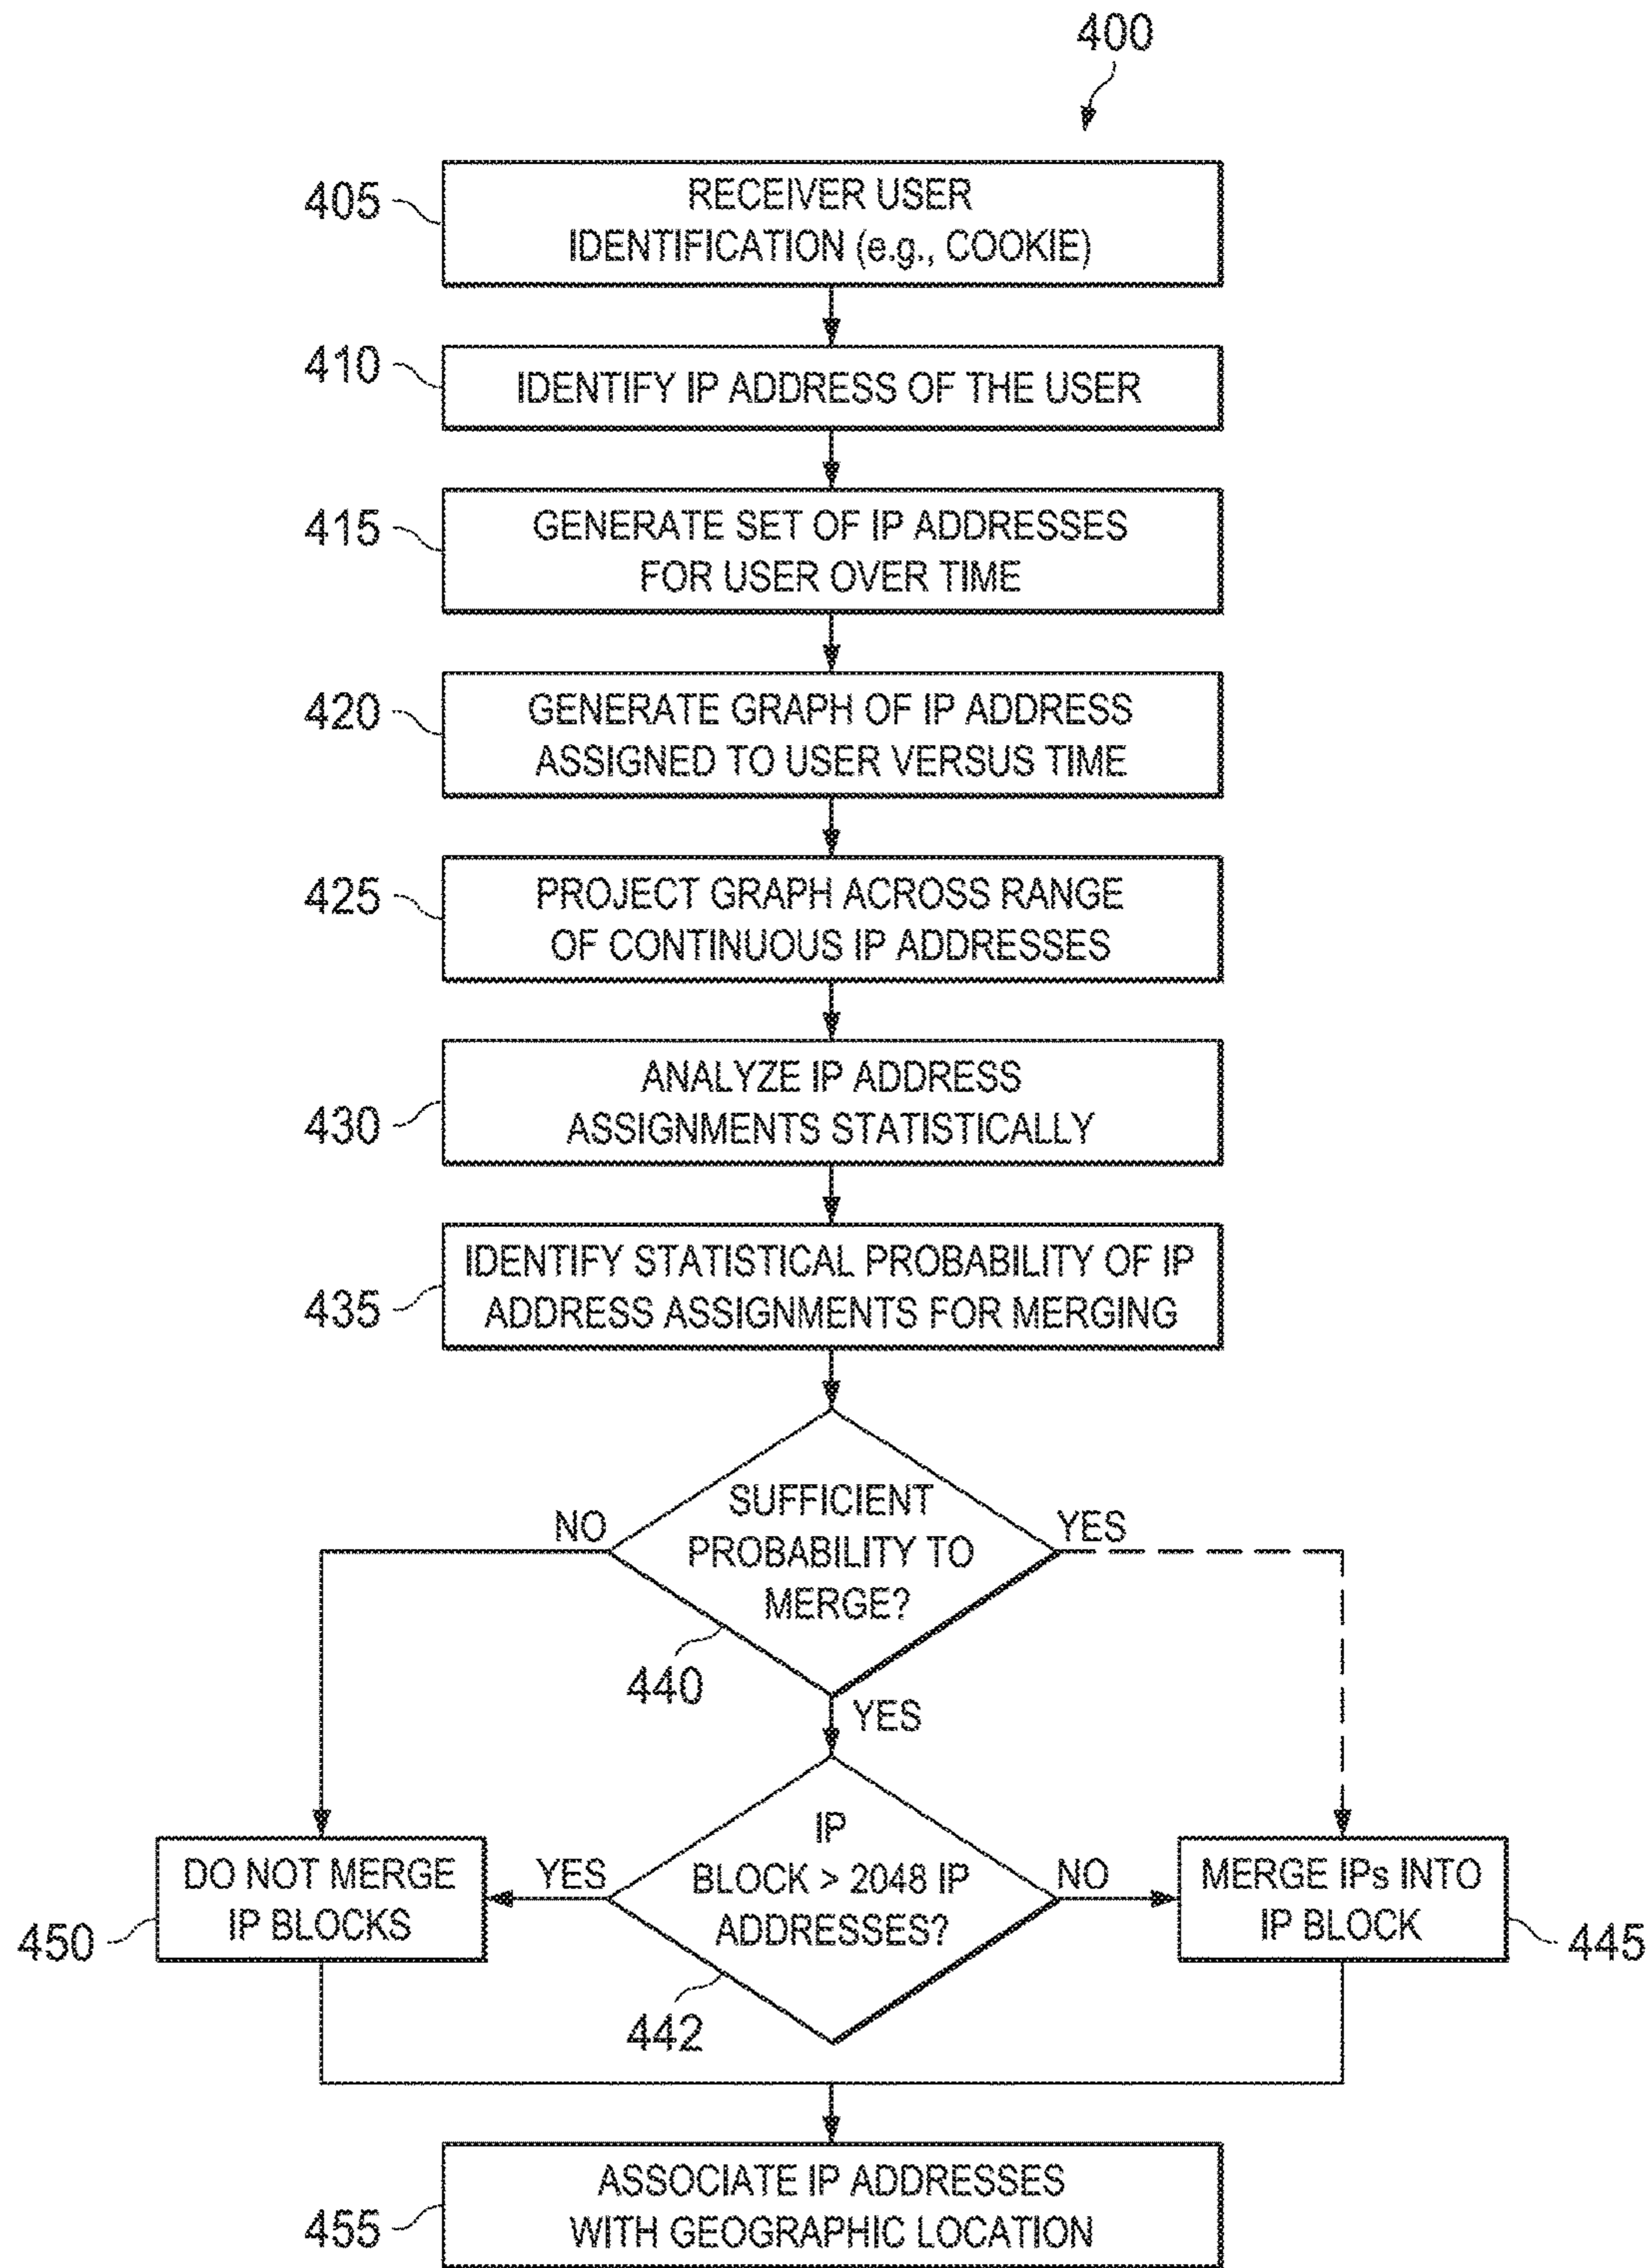 400
405
RECEIVER USER
IDENTIFICATION (e.g., COOKIE)
410
IDENTIFY IP ADDRESS OF THE USER
415
GENERATE SET OF IP ADDRESSES
FOR USER OVER TIME
420
GENERATE GRAPH OF IP ADDRESS
ASSIGNED TO USER VERSUS TIME
425
PROJECT GRAPH ACROSS RANGE
OF CONTINUOUS IP ADDRESSES
430
ANALYZE IP ADDRESS
ASSIGNMENTS STATISTICALLY
435
IDENTIFY STATISTICAL PROBABILITY OF IP
ADDRESS ASSIGNMENTS FOR MERGING
NO
SUFFICIENT
PROBABILITY TO
MERGE?
YES
440
YES
450
DO NOT MERGE
IP BLOCKS
YES
IP
BLOCK > 2048 IP
ADDRESSES?
442
NO
MERGE IPs INTO
IP BLOCK
445
455
ASSOCIATE IP ADDRESSES
WITH GEOGRAPHIC LOCATION